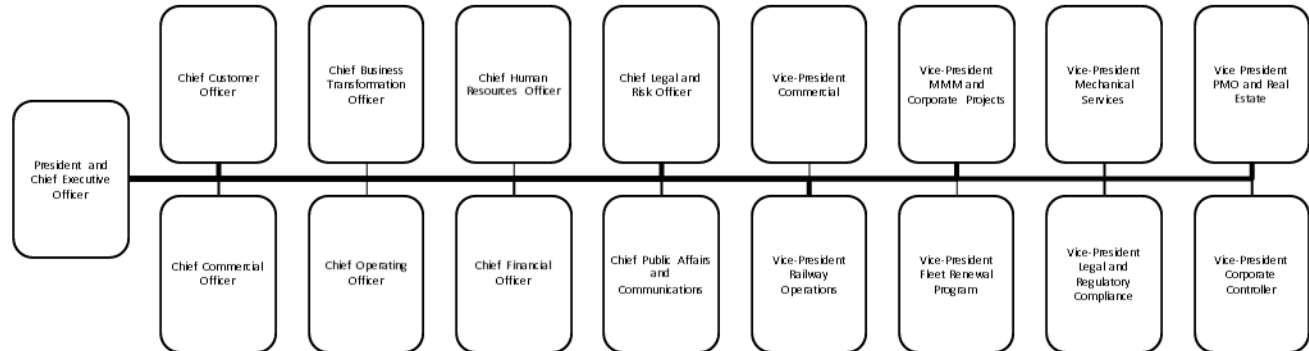 Chief Customer
Officer
Chief Business
Transformation
Officer
Chief Human
Resources Officer
Chief Legal and
Risk Officer
Vice-President
Commercial
Vice-President
MMM and
Corporate Projects
Vice-President
Mechanical
Services
Vice President
PMO and Real
Estate
President and
Chief Executive
Officer
Chief Commercial
Officer
Chief Operating
Officer
Chief Financial
Officer
Chief Public Affairs
and
Communications
Vice-President
Railway
Operations
Vice-President
Fleet Renewal
Program
Vice-President
Legal and
Regulatory
Compliance
Vice-President
Corporate
Controller